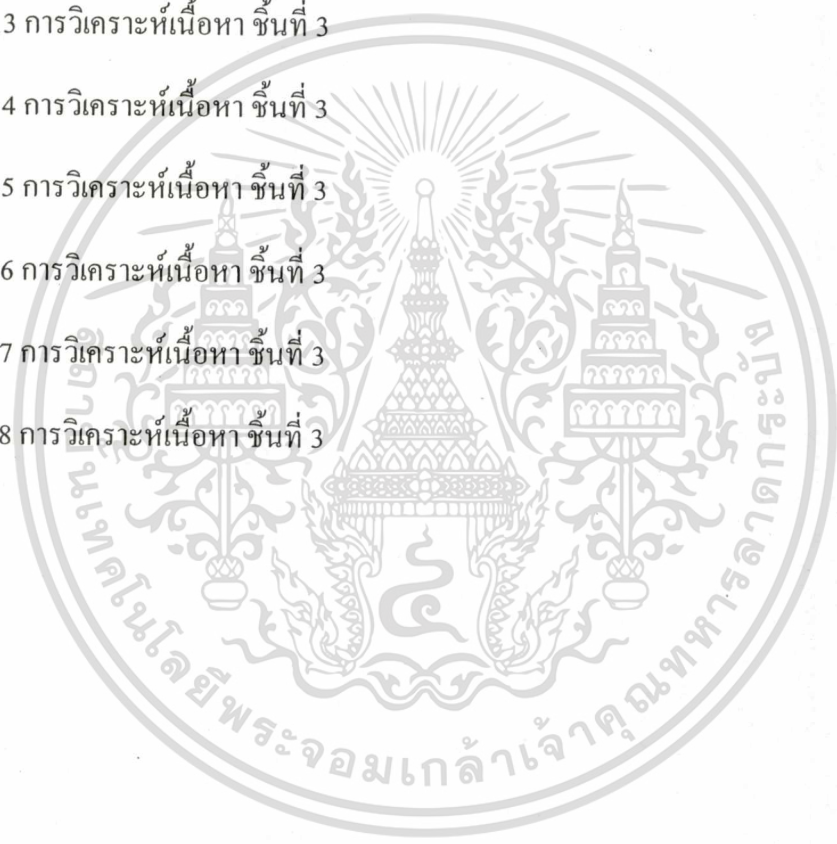 3 การวิเคราะห์เนื้อหา ชิ้นที่ 3
4 การวิเคราะห์เนื้อหา ชิ้นที่ 3
5 การวิเคราะห์เนื้อหา ชิ้นที่ 3
6 การวิเคราะห์เนื้อหา ชิ้นที่ 3
7 การวิเคราะห์เนื้อหา ชิ้นที่ 3
8 การวิเคราะห์เนื้อหา ชิ้นที่ 3
สถาบันเทคโนโลยีพระจอมเกล้าเจ้าคุณทหารลาดกระบัง